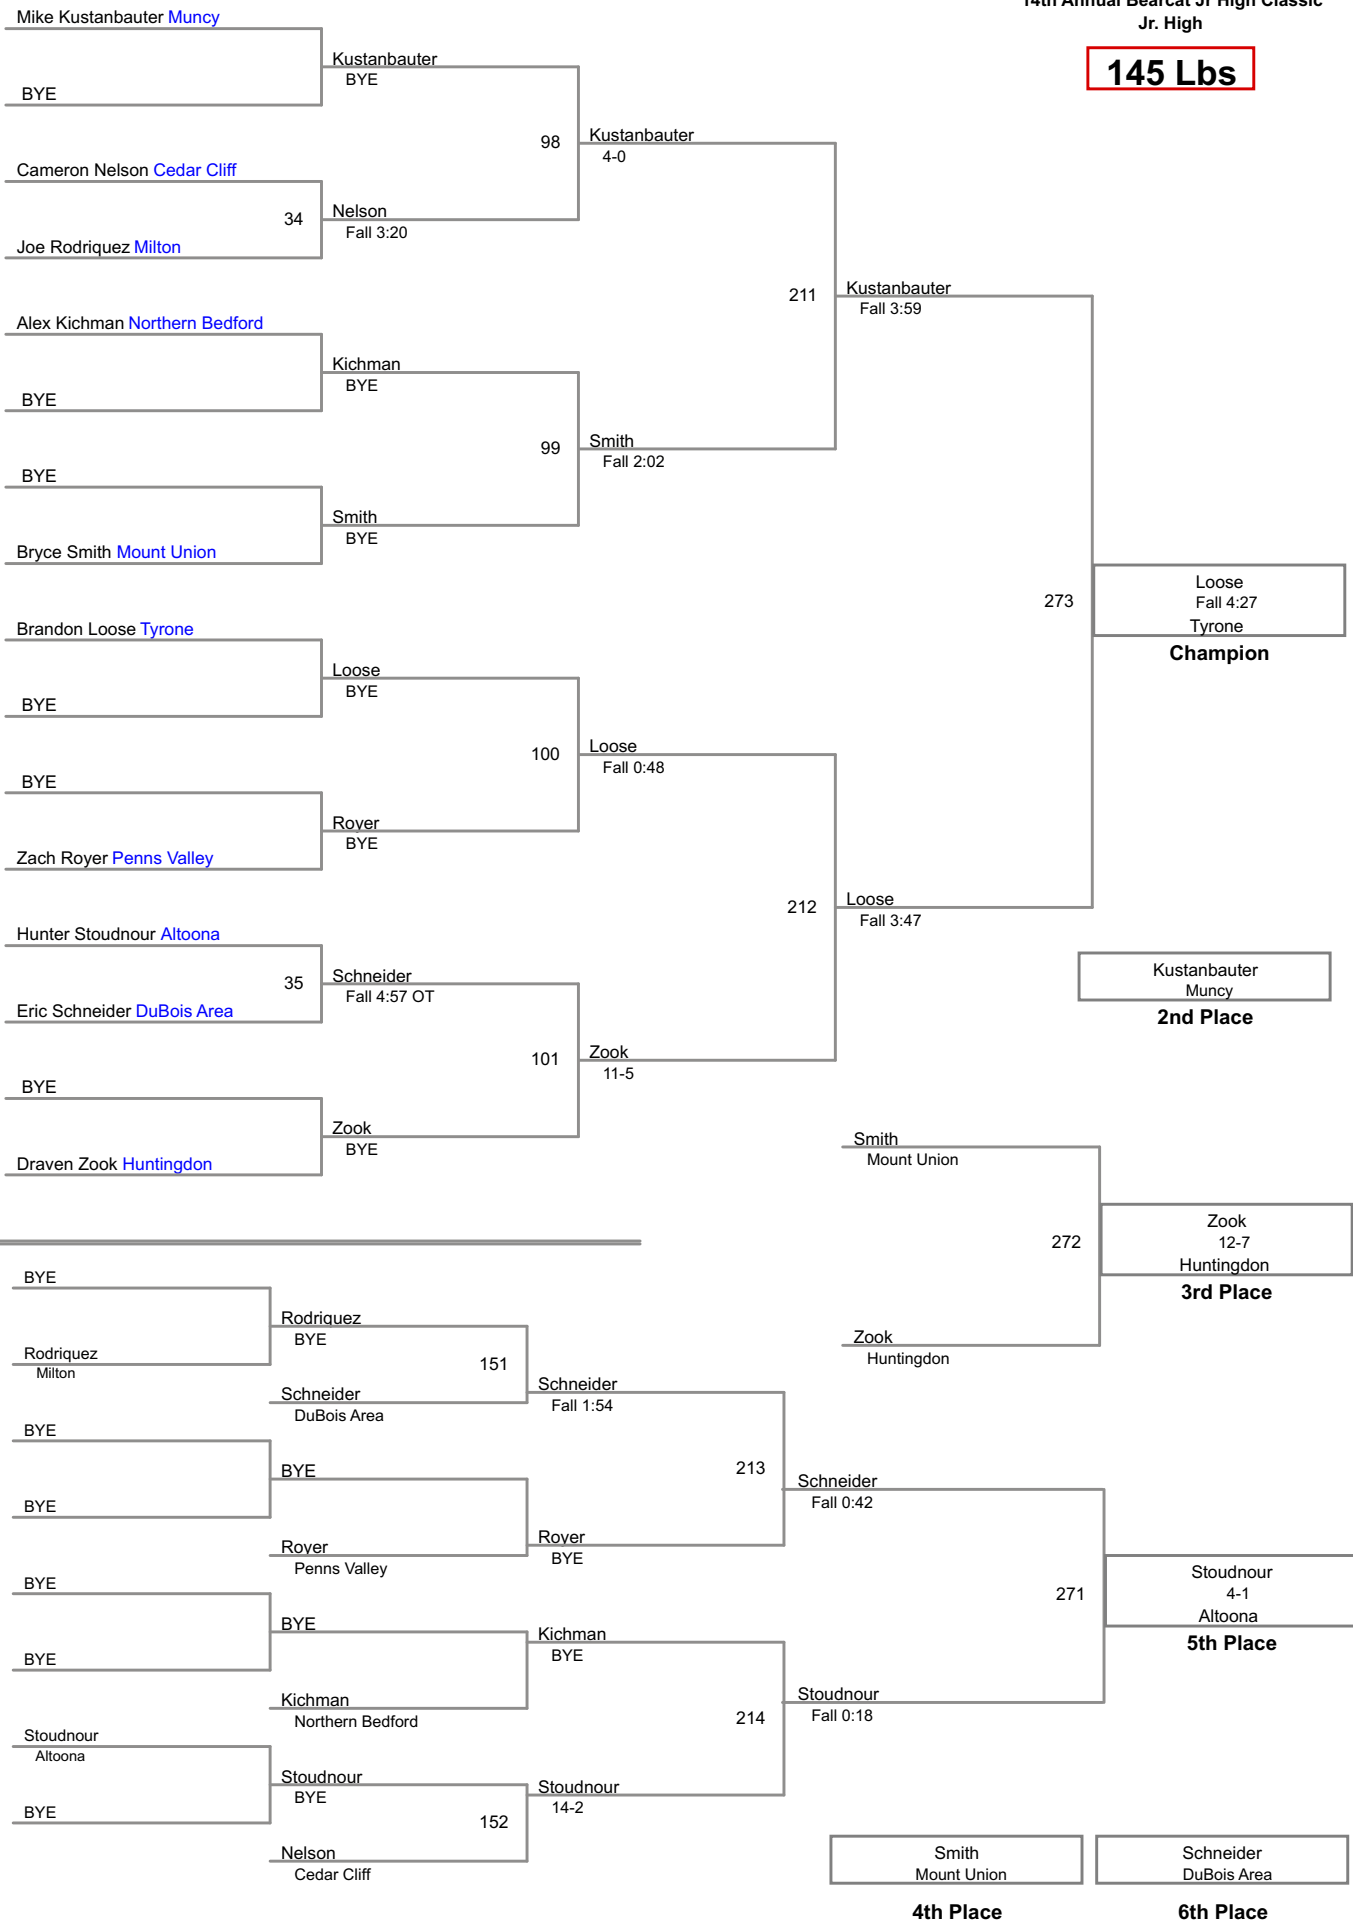 14th Annual Bearcat Jr High Classic
Jr. High
145 Lbs
Mike Kustanbauter Muncy
BYE
Kustanbauter
BYE
Cameron Nelson Cedar Cliff
34
Joe Rodriquez Milton
Nelson
Fall 3:20
98
Kustanbauter
4-0
Alex Kichman Northern Bedford
BYE
Kichman
BYE
BYE
Bryce Smith Mount Union
Smith
BYE
99
Smith
Fall 2:02
211
Kustanbauter
Fall 3:59
Brandon Loose Tyrone
BYE
Loose
BYE
BYE
Zach Royer Penns Valley
Royer
BYE
100
Loose
Fall 0:48
Hunter Stoudnour Altoona
35
Eric Schneider DuBois Area
Schneider
Fall 4:57 OT
BYE
Draven Zook Huntingdon
Zook
BYE
101
Zook
11-5
212
Loose
Fall 3:47
273
Loose
Fall 4:27
Tyrone
Champion
Kustanbauter
Muncy
2nd Place
Smith
Mount Union
272
Zook
Huntingdon
Zook
12-7
Huntingdon
3rd Place
BYE
Rodriquez
Milton
Rodriquez
BYE
151
Schneider
DuBois Area
Schneider
Fall 1:54
BYE
BYE
BYE
Royer
Penns Valley
Royer
BYE
213
Schneider
Fall 0:42
BYE
BYE
BYE
Kichman
Northern Bedford
Kichman
BYE
Stoudnour
Altoona
BYE
Stoudnour
BYE
152
Nelson
Cedar Cliff
Stoudnour
14-2
214
Stoudnour
Fall 0:18
271
Stoudnour
4-1
Altoona
5th Place
Smith
Mount Union
4th Place
Schneider
DuBois Area
6th Place